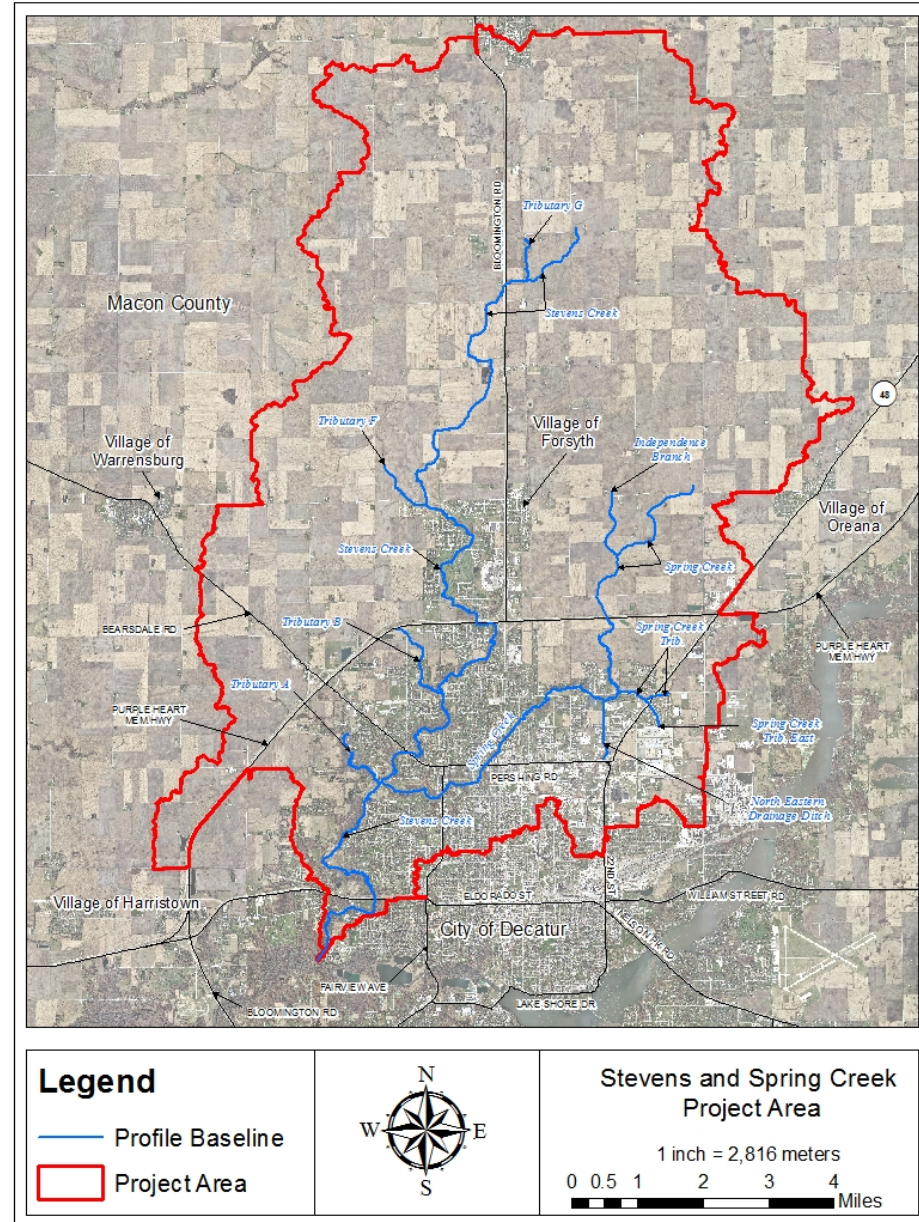 Tributary G
BLOOMINGTON RD
Macon County
Stevens Creek
48
Tributary F
Village of
Forsyth
Independence
Branch
Village of
Warrensburg
Village of
Oreana
Stevens Creek
Spring Creek
Tributary B
Spring Creek
Trib.
BEARSDALE RD
PURPLE HEART
MEM HWY
Tributary A
PURPLE HEART
MEM HWY
Spring Creek
Spring Creek
Trib. East
PERSHING RD
North Eastern
Drainage Ditch
Stevens Creek
22ND ST
Village of Harristown
ELDORADO ST
WILLIAM STREET RD
City of Decatur
NELSON PK RD
FAIRVIEW AVE
LAKE SHORE DR
BLOOMINGTON RD
Legend
Profile Baseline
Project Area
N
W
E
S
Stevens and Spring Creek
Project Area
1 inch = 2,816 meters
0 0.5 1 2 3 4
Miles